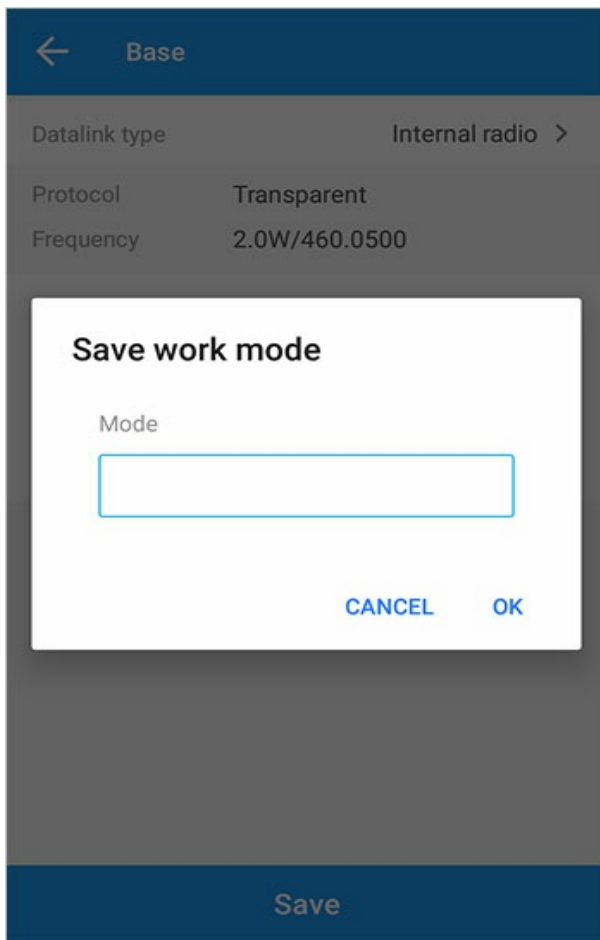 Base
Datalink type Internal radio >
Protocol Transparent
Frequency 2.0W/460.0500
Save work mode
Mode
CANCEL OK
Save